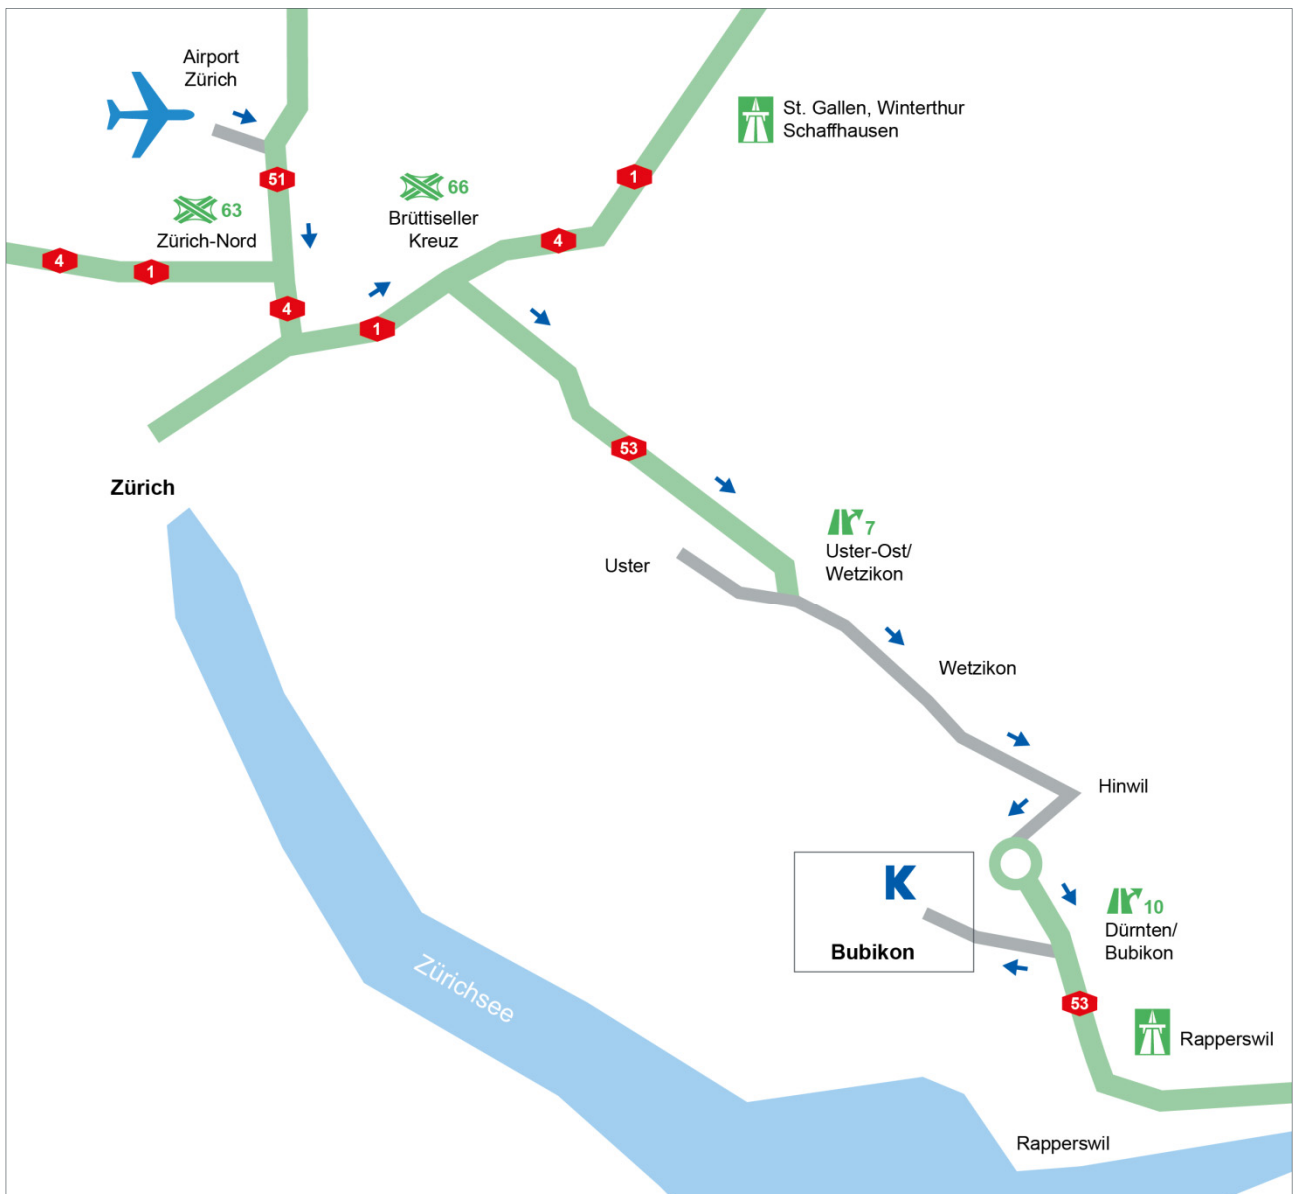 Airport
Zürich
51
63
Zürich-Nord
66
Brüttiseller
Kreuz
St. Gallen, Winterthur
Schaffhausen
1
4
4
1
4
1
53
Zürich
Uster
7
Uster-Ost/
Wetzikon
Wetzikon
Hinwil
K
Bubikon
10
Dürnten/
Bubikon
53
Rapperswil
Zürichsee
Rapperswil